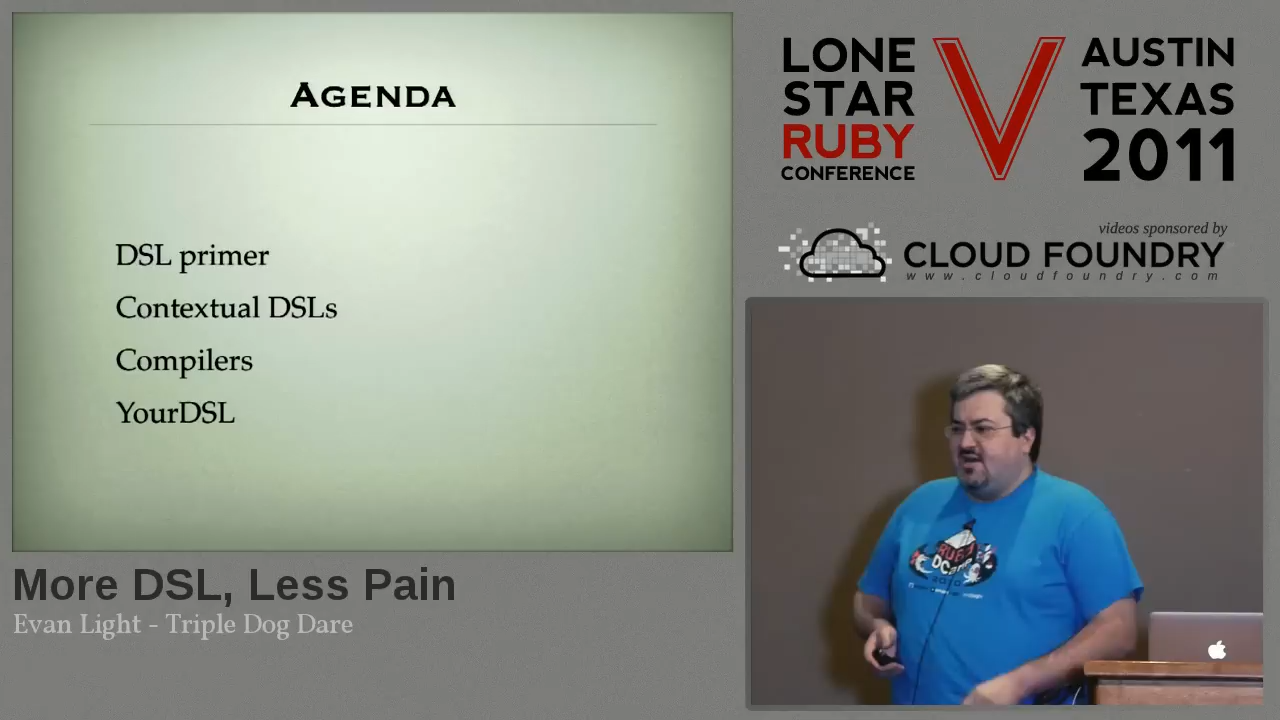 AGENDA
DSL primer
Contextual DSLs
Compilers
YourDSL
More DSL, Less Pain
Evan Light - Triple Dog Dare
LONE
STAR
RUBY
CONFERENCE
V
AUSTIN
TEXAS
2011
videos sponsored by
CLOUD FOUNDRY
www.cloudfoundry.com
RUBY